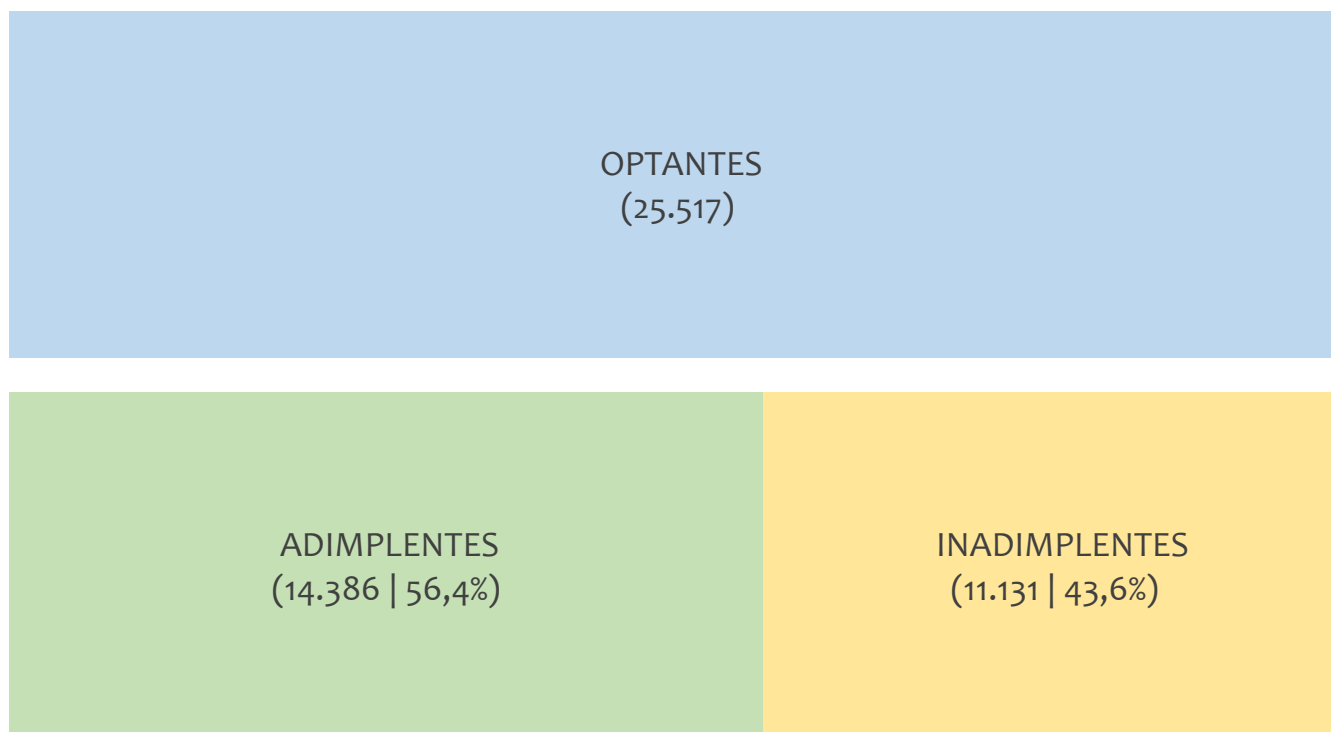 OPTANTES
(25.517)
ADIMPLENTES
(14.386 | 56,4%)
INADIMPLENTES
(11.131 | 43,6%)